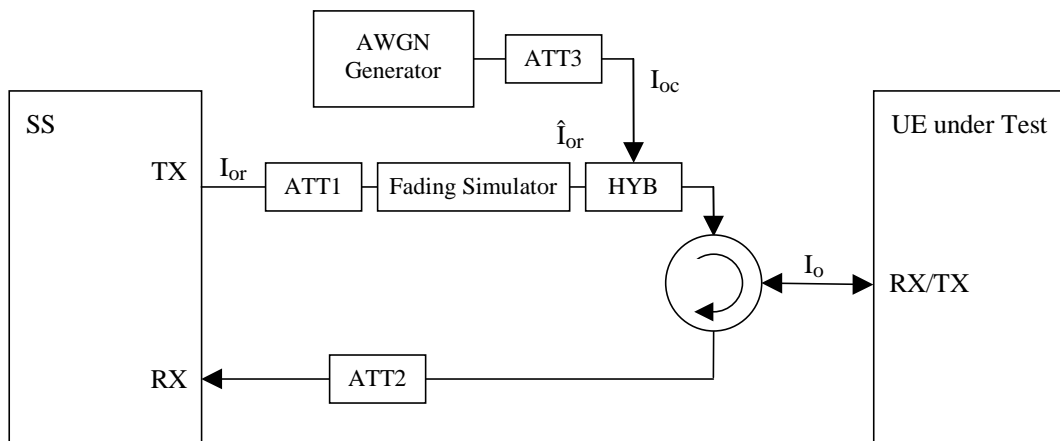 AWGN
Generator
ATT3
I_oc
SS
UE under Test
TX
I_or
Î_or
ATT1
Fading Simulator
HYB
I_o
RX/TX
RX
ATT2